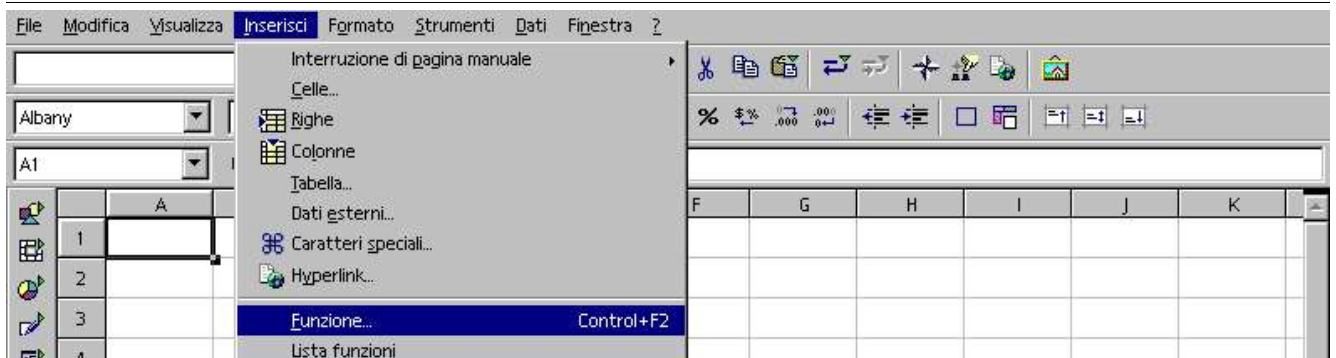 File Modifica Visualizza Inserisci Formato Strumenti Dati Finestra ?
Interruzione di pagina manuale
Celle...
Albany
Righe
Colonne
A1
Tabella...
Dati esterni...
A F G H I J K
1
Caratteri speciali...
2
Hyperlink...
3
Funzione... Control+F2
Lista funzioni